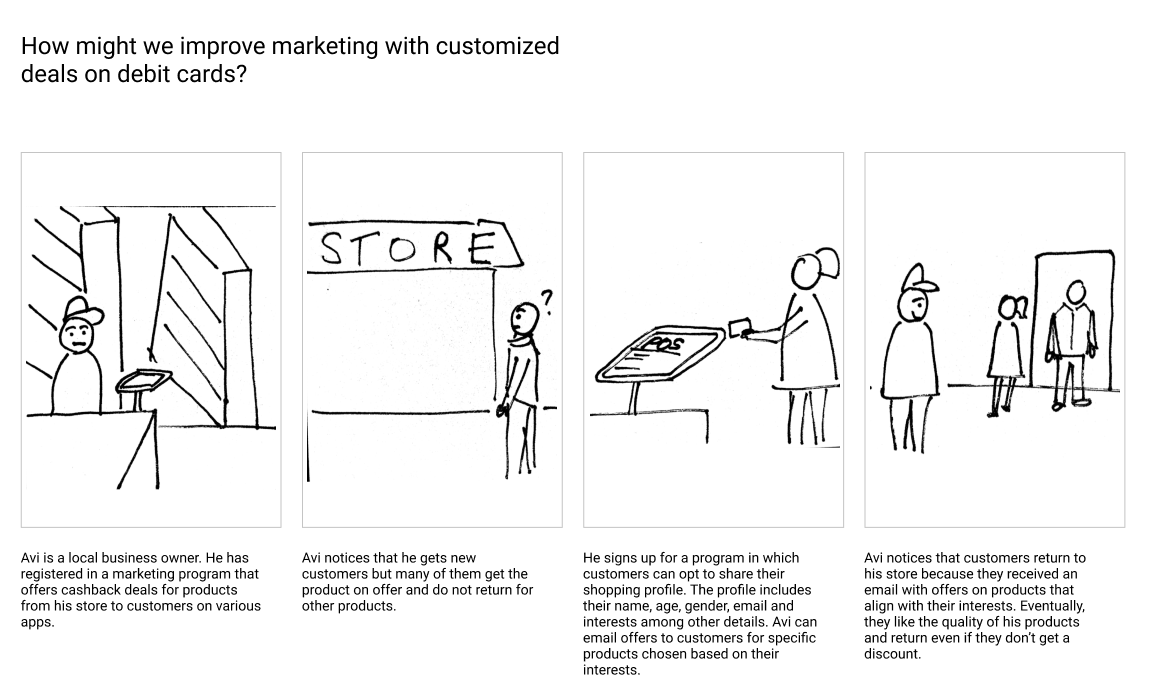 How might we improve marketing with customized
deals on debit cards?
STORE
?
POS
Avi is a local business owner. He has
registered in a marketing program that
offers cashback deals for products
from his store to customers on various
apps.
Avi notices that he gets new
customers but many of them get the
product on offer and do not return for
other products.
He signs up for a program in which
customers can opt to share their
shopping profile. The profile includes
their name, age, gender, email and
interests among other details. Avi can
email offers to customers for specific
products chosen based on their
interests.
Avi notices that customers return to
his store because they received an
email with offers on products that
align with their interests. Eventually,
they like the quality of his products
and return even if they don’t get a
discount.